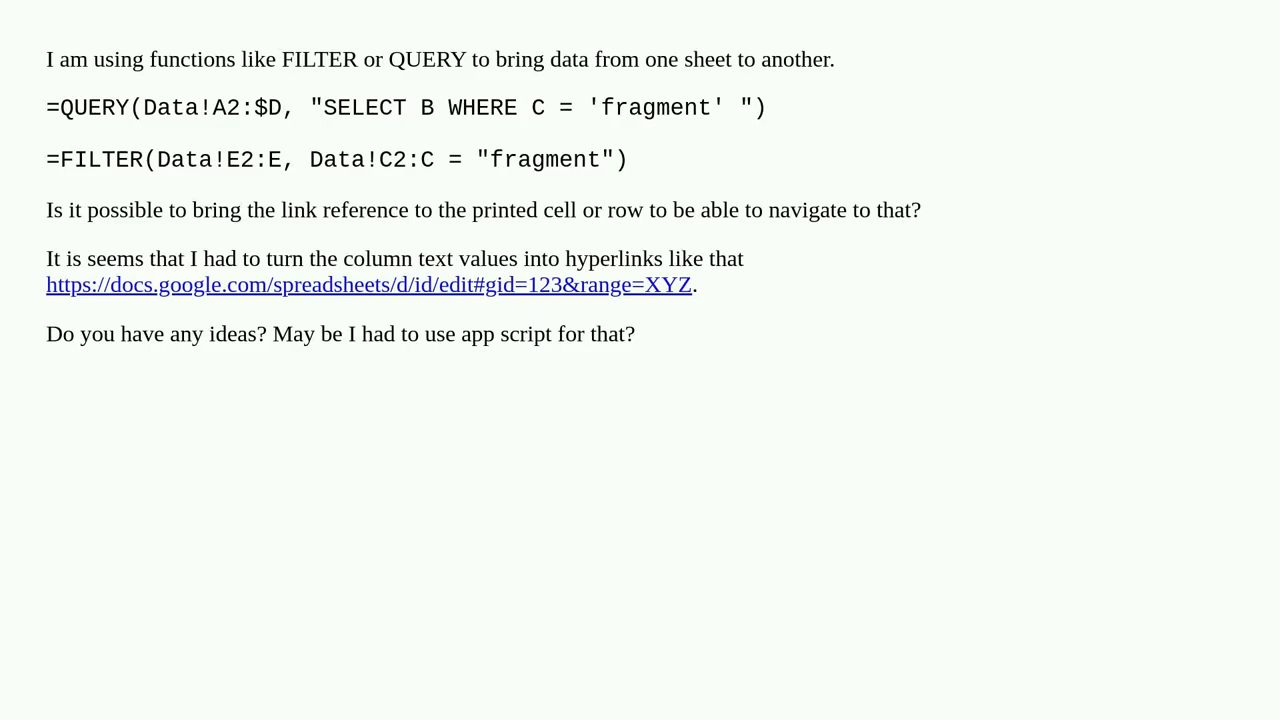 I am using functions like FILTER or QUERY to bring data from one sheet to another.
=QUERY(Data!A2:$D, "SELECT B WHERE C = 'fragment' ")
=FILTER(Data!E2:E, Data!C2:C = "fragment")
Is it possible to bring the link reference to the printed cell or row to be able to navigate to that?
It is seems that I had to turn the column text values into hyperlinks like that
https://docs.google.com/spreadsheets/d/id/edit#gid=123&range=XYZ.
Do you have any ideas? May be I had to use app script for that?